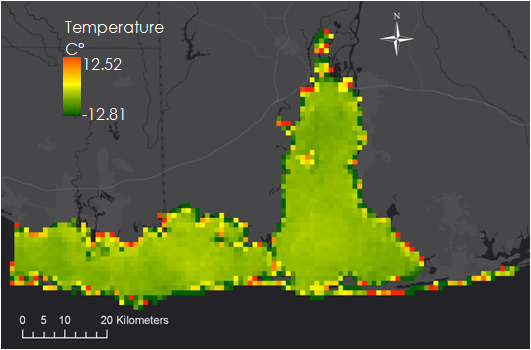 Temperature
C°
12.52
-12.81
N
0 5 10 20 Kilometers